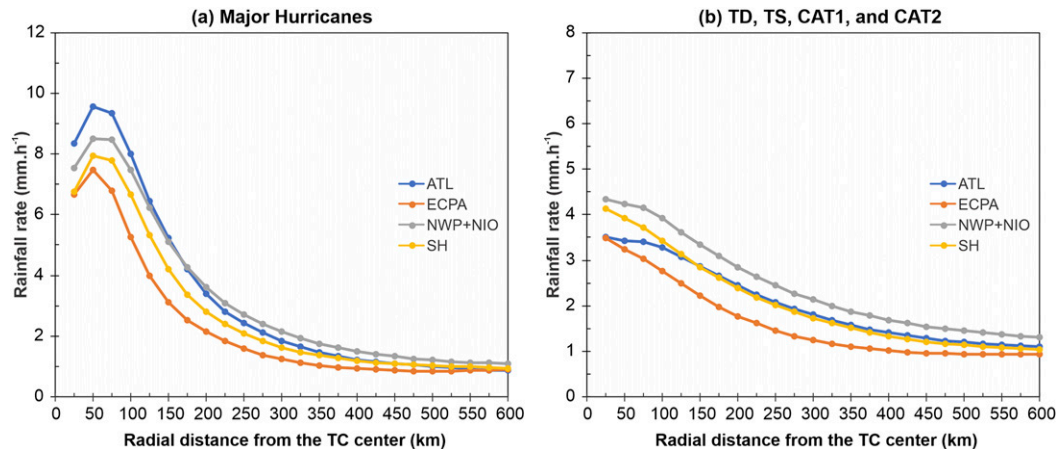 (a) Major Hurricanes
12
10
8
6
4
2
0
Rainfall rate (mm.h-1)
ATL
ECPA
NWP+NIO
SH
0 50 100 150 200 250 300 350 400 450 500 550 600
Radial distance from the TC center (km)
(b) TD, TS, CAT1, and CAT2
8
7
6
5
4
3
2
1
0
Rainfall rate (mm.h-1)
ATL
ECPA
NWP+NIO
SH
0 50 100 150 200 250 300 350 400 450 500 550 600
Radial distance from the TC center (km)